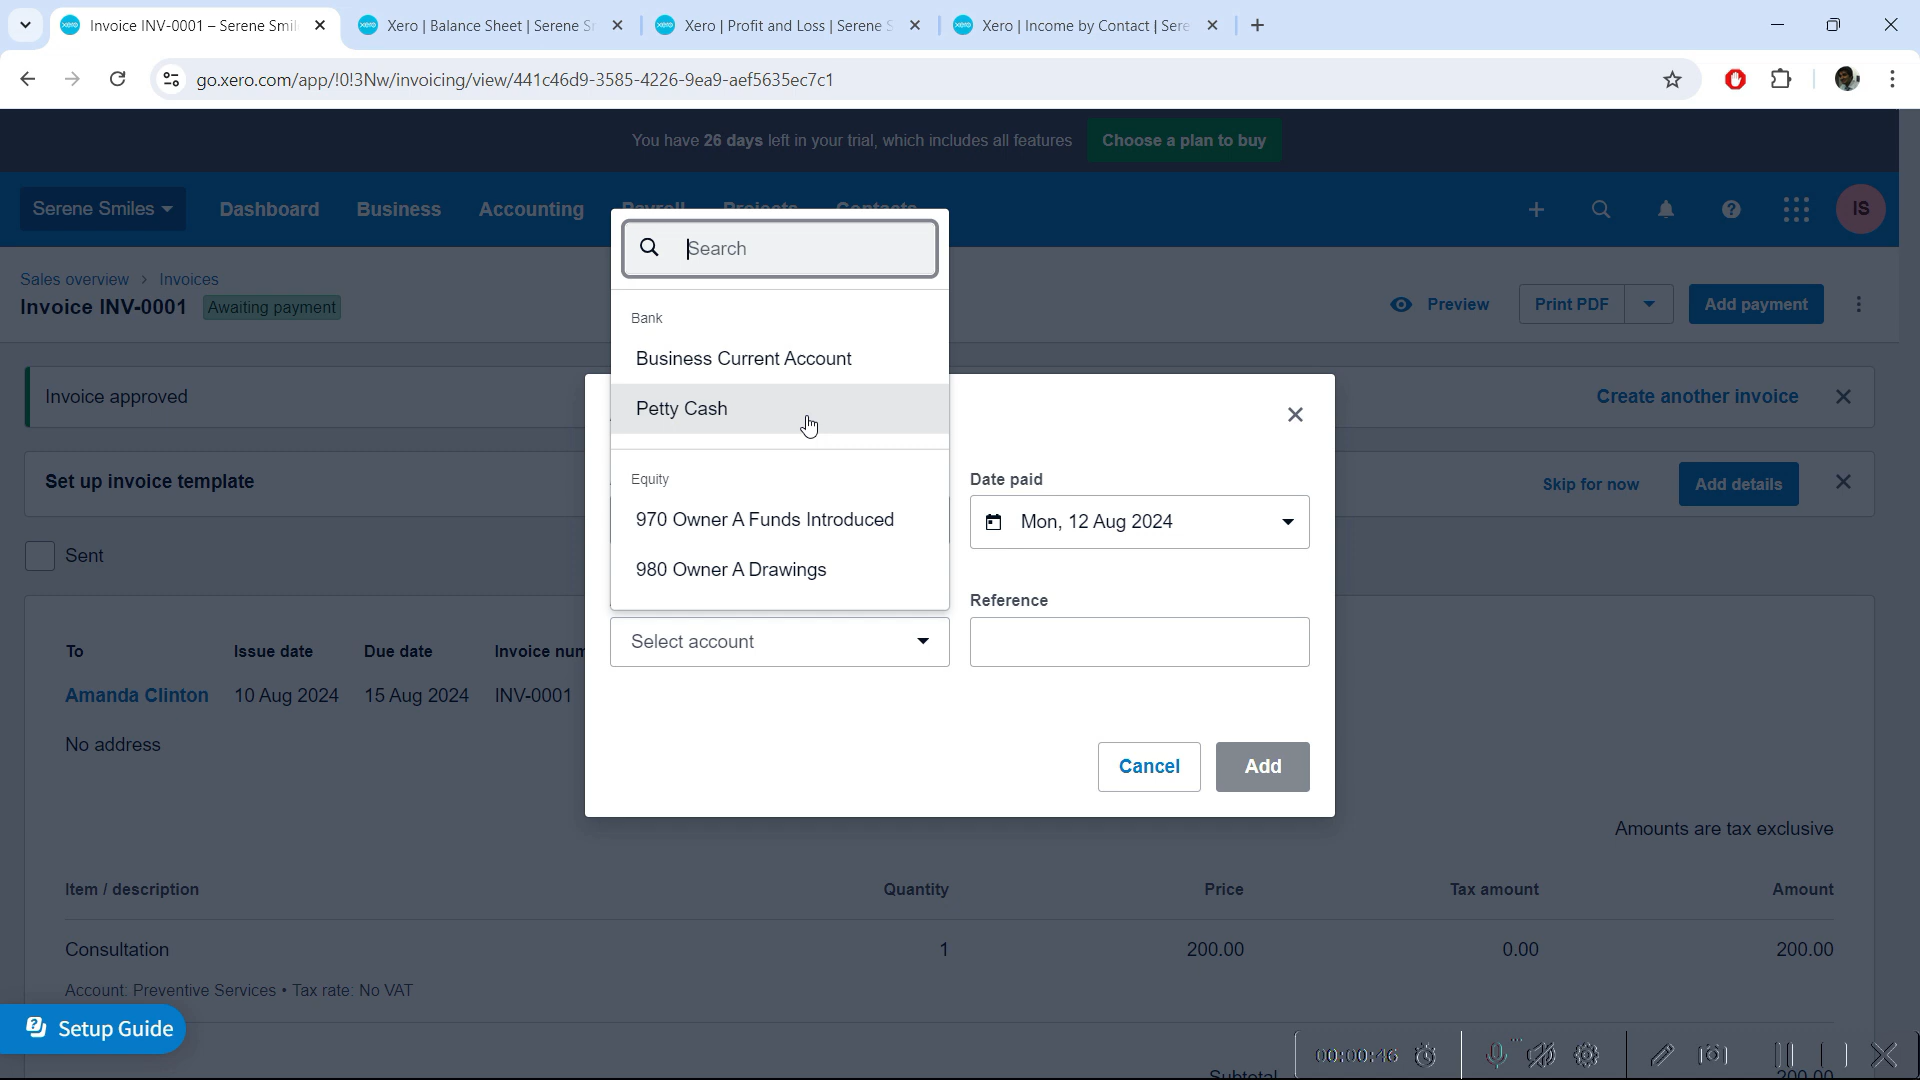 Invoice INV-0001 – Serene Smil
Xero | Balance Sheet | Serene S
Xero | Profit and Loss | Serene S
Xero | Income by Contact | Sere
go.xero.com/app/!0!3Nw/invoicing/view/441c46d9-3585-4226-9ea9-aef5635ec7c1
You have 26 days left in your trial, which includes all features
Choose a plan to buy
Serene Smiles
Dashboard
Business
Accounting
Payroll
Projects
Contacts
IS
Search
Sales overview › Invoices
Invoice INV-0001
Awaiting payment
Preview
Print PDF
Add payment
Bank
Business Current Account
Petty Cash
Equity
970 Owner A Funds Introduced
980 Owner A Drawings
Invoice approved
Create another invoice
Set up invoice template
Skip for now
Add details
Date paid
Mon, 12 Aug 2024
Sent
Reference
Select account
To
Issue date
Due date
Invoice num
Amanda Clinton
10 Aug 2024
15 Aug 2024
INV-0001
No address
Cancel
Add
Amounts are tax exclusive
Item / description
Quantity
Price
Tax amount
Amount
Consultation
1
200.00
0.00
200.00
Account: Preventive Services • Tax rate: No VAT
Setup Guide
00:00:46
Subtotal
200.00